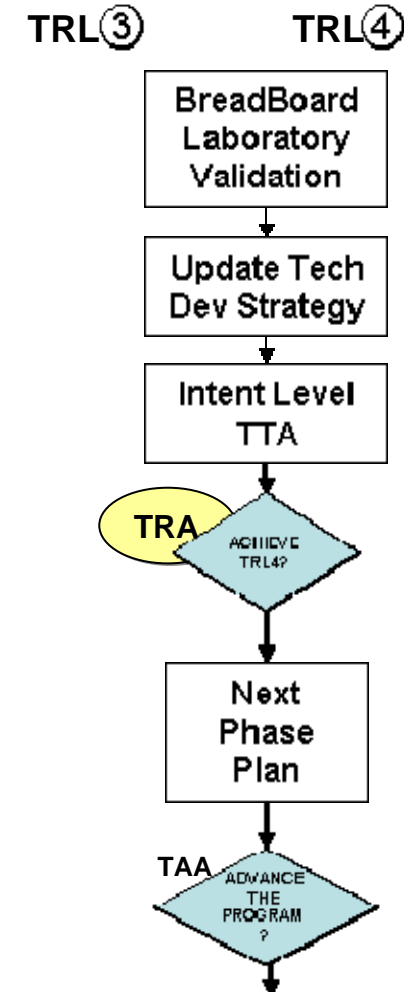 TRL③ TRL④
BreadBoard
Laboratory
Validation
Update Tech
Dev Strategy
Intent Level
TTA
TRA
ACHIEVE
TRL4?
Next
Phase
Plan
TAA
ADVANCE
THE
PROGRAM
?